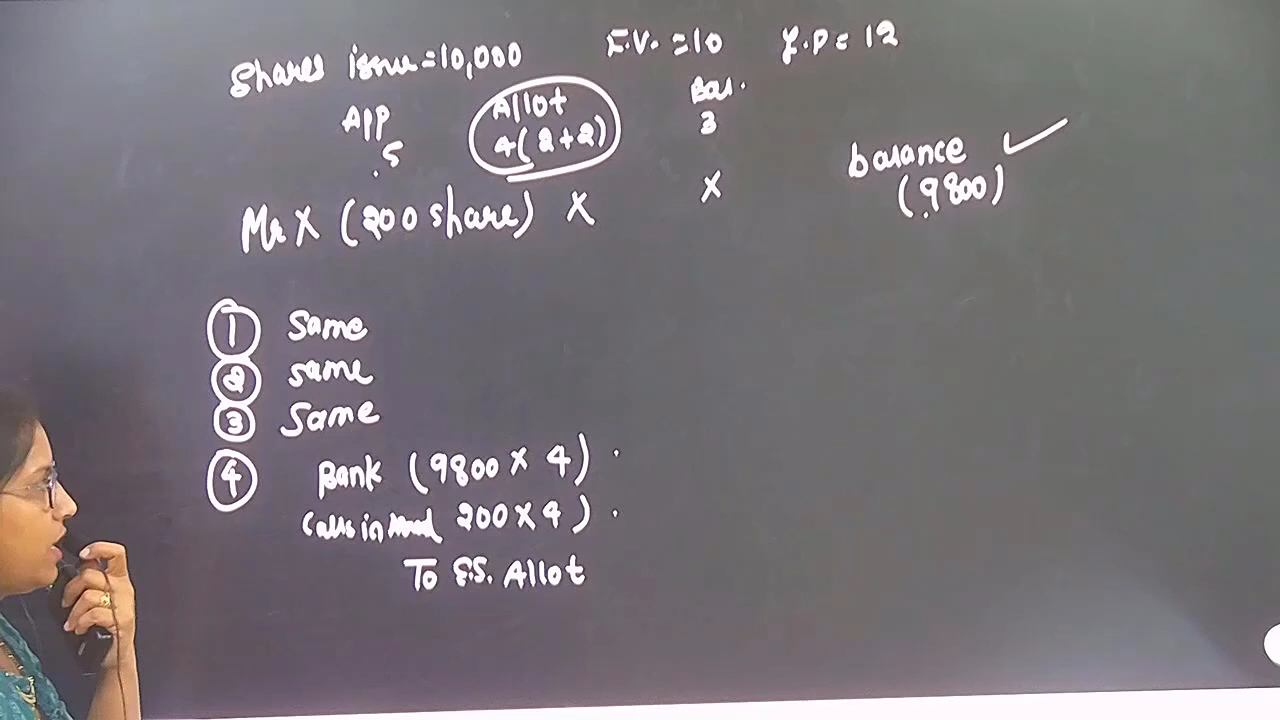 Shares issue = 10,000 F.V. = 10 I.P = 12
App Allot Bal.
5 4(2+2) 3
balance
(9800)
Mr X (200 share) X X
1 Same
2 same
3 Same
4 Bank (9800 x 4)
Calls in 200 x 4)
To E.S. Allot